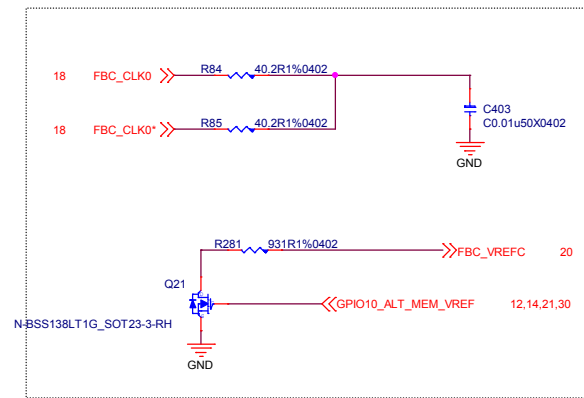 R84 40.2R1%0402
18 FBC_CLK0
C403
C0.01u50X0402
R85 40.2R1%0402
18 FBC_CLK0*
GND
R281 931R1%0402
FBC_VREFC 20
Q21
GPIO10_ALT_MEM_VREF 12,14,21,30
N-BSS138LT1G_SOT23-3-RH
GND